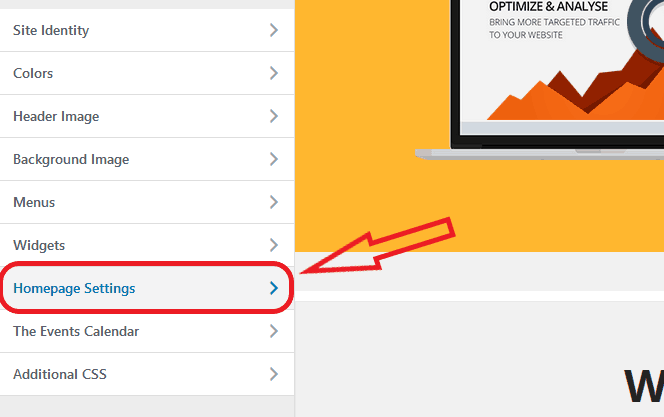 Site Identity
Colors
Header Image
Background Image
Menus
Widgets
Homepage Settings
The Events Calendar
Additional CSS
OPTIMIZE & ANALYSE
BRING MORE TARGETED TRAFFIC
TO YOUR WEBSITE
W